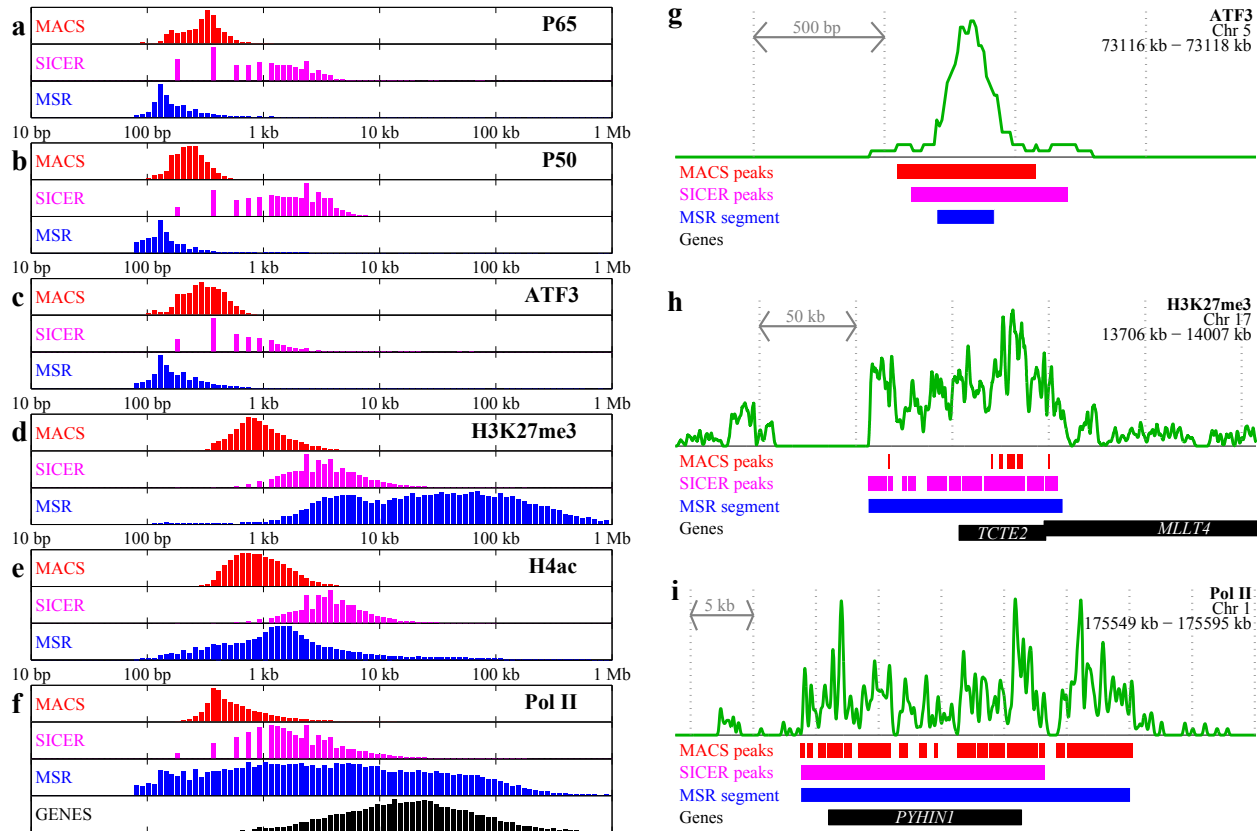 a
MACS
P65
SICER
MSR
10 bp 100 bp 1 kb 10 kb 100 kb 1 Mb
b
MACS
P50
SICER
MSR
10 bp 100 bp 1 kb 10 kb 100 kb 1 Mb
c
MACS
ATF3
SICER
MSR
10 bp 100 bp 1 kb 10 kb 100 kb 1 Mb
d
MACS
H3K27me3
SICER
MSR
10 bp 100 bp 1 kb 10 kb 100 kb 1 Mb
e
MACS
H4ac
SICER
MSR
10 bp 100 bp 1 kb 10 kb 100 kb 1 Mb
f
MACS
Pol II
SICER
MSR
GENES
g
ATF3
Chr 5
73116 kb − 73118 kb
500 bp
MACS peaks
SICER peaks
MSR segment
Genes
h
H3K27me3
Chr 17
13706 kb − 14007 kb
50 kb
MACS peaks
SICER peaks
MSR segment
Genes
TCTE2
MLLT4
i
Pol II
Chr 1
175549 kb − 175595 kb
5 kb
MACS peaks
SICER peaks
MSR segment
Genes
PYHIN1